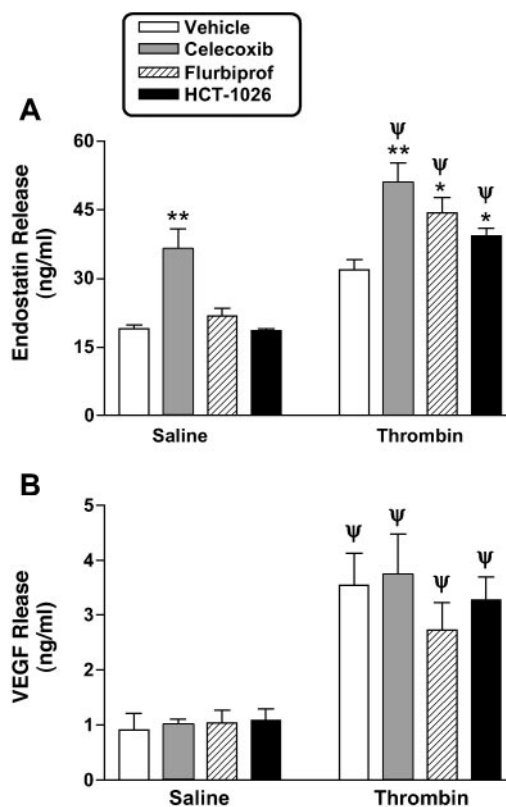 Vehicle
Celecoxib
Flurbiprof
HCT-1026
A
Endostatin Release
(ng/ml)
60
45
30
15
0
**
Ψ
**
Ψ
*
Ψ
*
Saline
Thrombin
B
VEGF Rlease
(ng/ml)
5
4
3
2
1
0
Ψ
Ψ
Ψ
Ψ
Saline
Thrombin